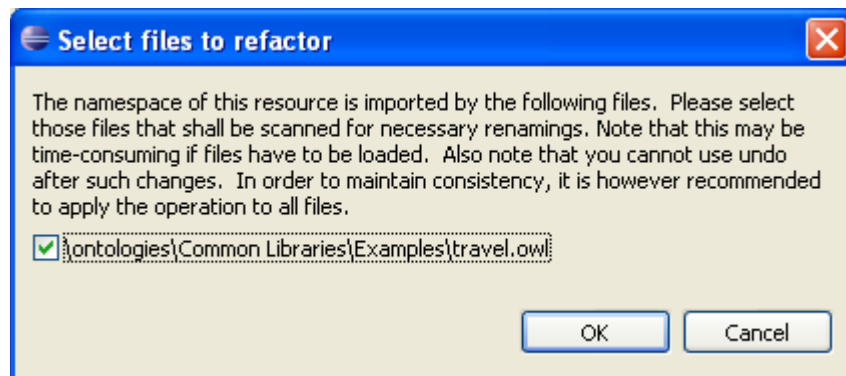 Select files to refactor
The namespace of this resource is imported by the following files. Please select
those files that shall be scanned for necessary renamings. Note that this may be
time-consuming if files have to be loaded. Also note that you cannot use undo
after such changes. In order to maintain consistency, it is however recommended
to apply the operation to all files.
\ontologies\Common Libraries\Examples\travel.owl
OK Cancel